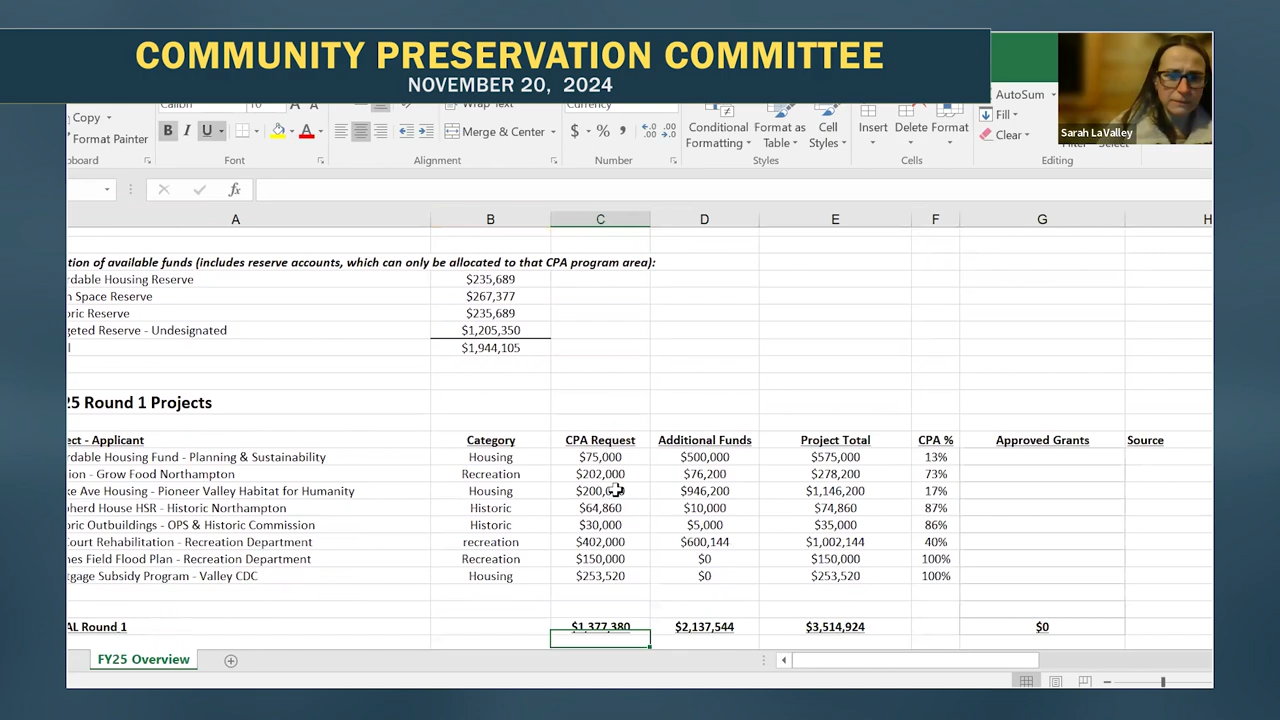 COMMUNITY PRESERVATION COMMITTEE
NOVEMBER 20, 2024
AutoSum
Copy
Format Painter
B I U
A
Merge & Center
$ % ,
Conditional Formatting
Format as Table
Cell Styles
Insert
Delete
Format
Fill
Clear
Sarah LaValley
Font
Alignment
Number
Styles
Cells
Editing
fx
A B C D E F G H
tion of available funds (includes reserve accounts, which can only be allocated to that CPA program area):
rdable Housing Reserve $235,689
n Space Reserve $267,377
oric Reserve $235,689
geted Reserve - Undesignated $1,205,350
l $1,944,105
25 Round 1 Projects
ect - Applicant Category CPA Request Additional Funds Project Total CPA % Approved Grants Source
rdable Housing Fund - Planning & Sustainability Housing $75,000 $500,000 $575,000 13%
ion - Grow Food Northampton Recreation $202,000 $76,200 $278,200 73%
ke Ave Housing - Pioneer Valley Habitat for Humanity Housing $946,200 $1,146,200 17%
pherd House HSR - Historic Northampton Historic $64,860 $10,000 $74,860 87%
oric Outbuildings - OPS & Historic Commission Historic $30,000 $5,000 $35,000 86%
Court Rehabilitation - Recreation Department recreation $402,000 $600,144 $1,002,144 40%
nes Field Flood Plan - Recreation Department Recreation $150,000 $0 $150,000 100%
tgage Subsidy Program - Valley CDC Housing $253,520 $0 $253,520 100%
AL Round 1 $1,377,380 $2,137,544 $3,514,924 $0
FY25 Overview